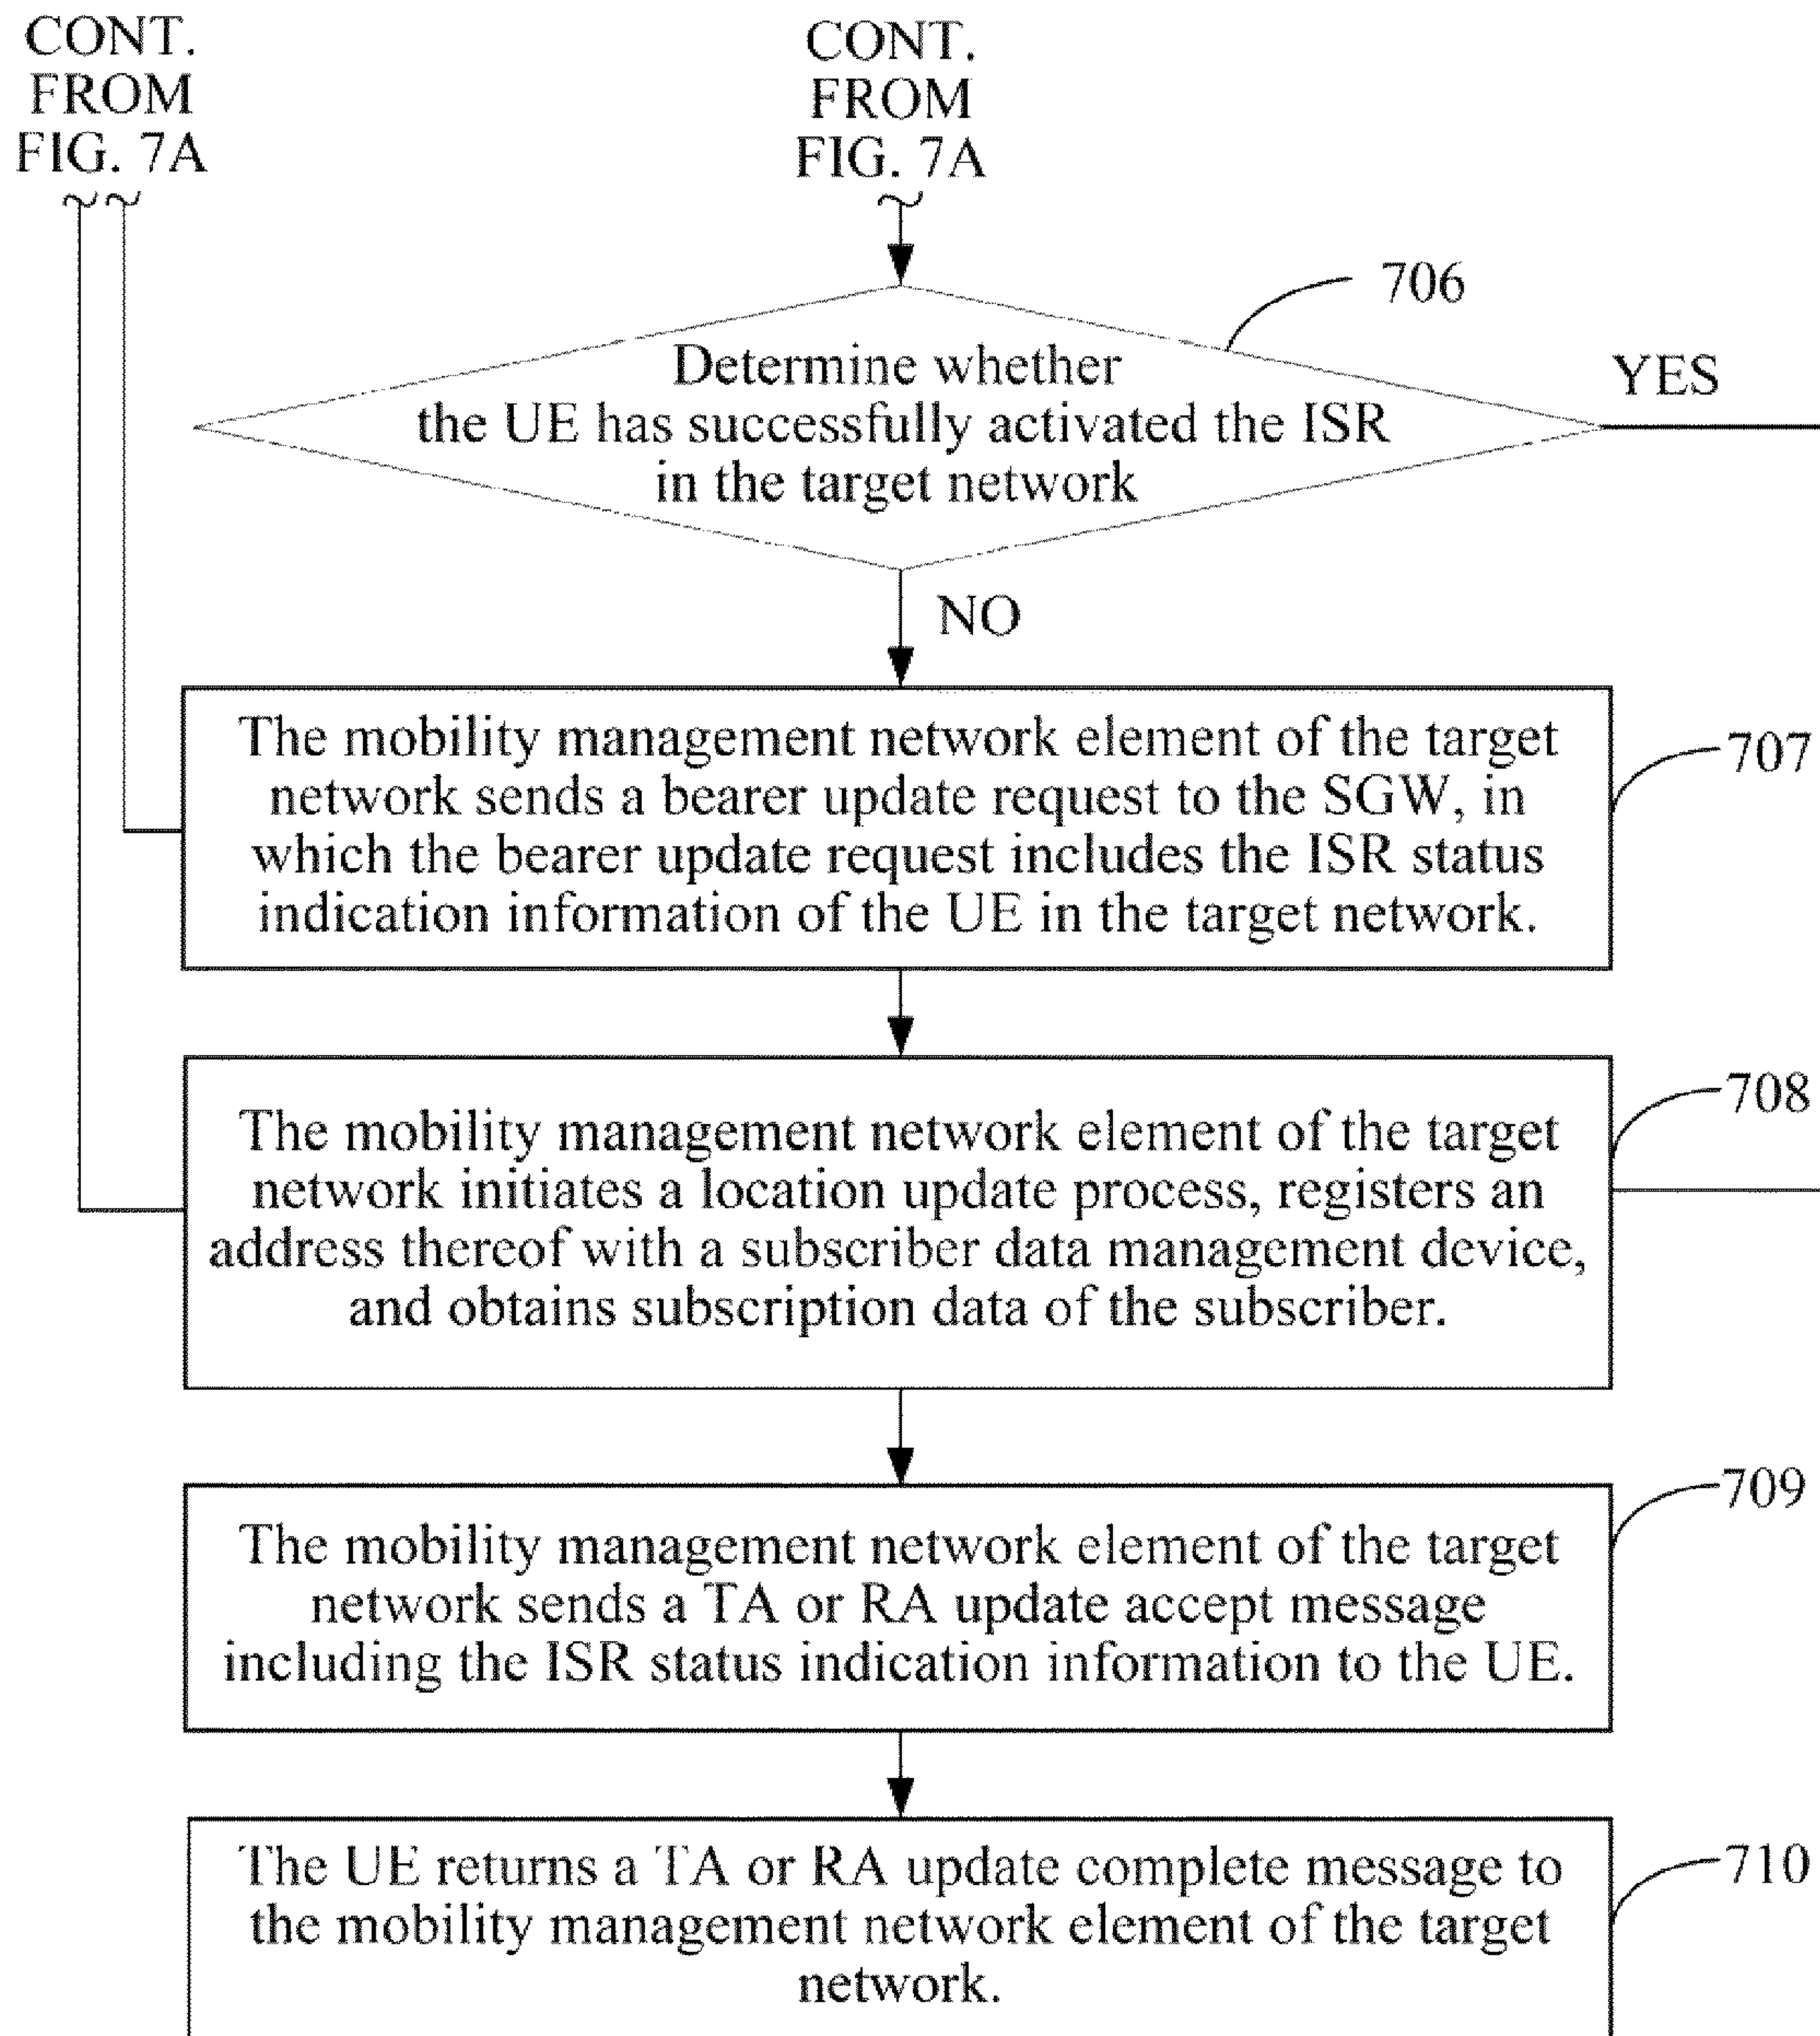 CONT.
FROM
FIG. 7A
CONT.
FROM
FIG. 7A
706
Determine whether
the UE has successfully activated the ISR
in the target network
YES
NO
The mobility management network element of the target
network sends a bearer update request to the SGW, in
which the bearer update request includes the ISR status
indication information of the UE in the target network.
707
The mobility management network element of the target
network initiates a location update process, registers an
address thereof with a subscriber data management device,
and obtains subscription data of the subscriber.
708
The mobility management network element of the target
network sends a TA or RA update accept message
including the ISR status indication information to the UE.
709
The UE returns a TA or RA update complete message to
the mobility management network element of the target
network.
710